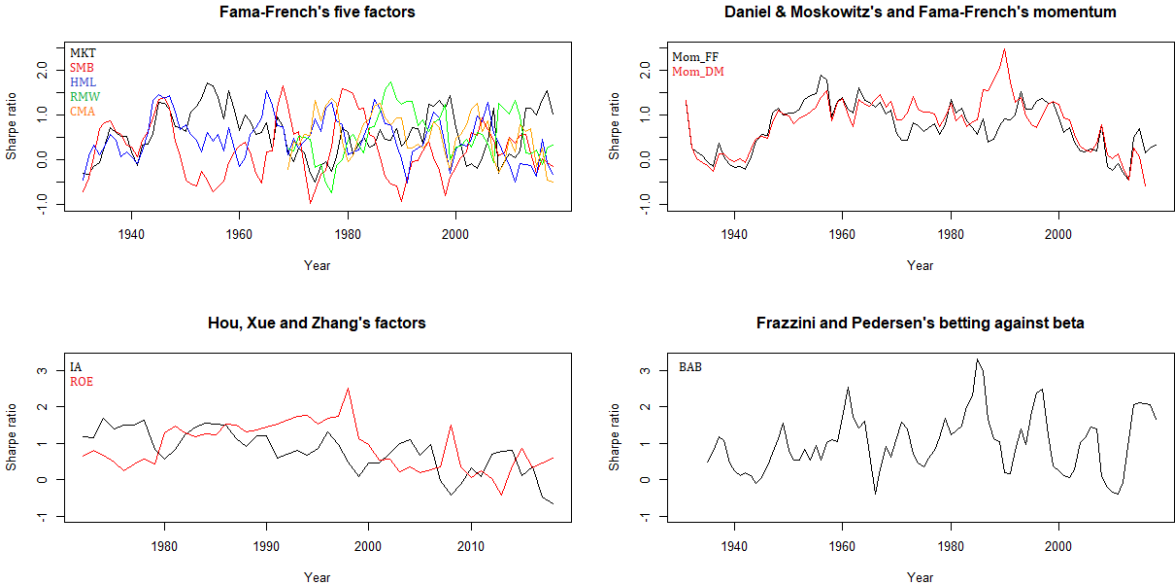 Fama-French's five factors
MKT
SMB
HML
RMW
CMA
Sharpe ratio
2.0
1.0
0.0
-1.0
1940
1960
1980
2000
Year
Daniel & Moskowitz's and Fama-French's momentum
Mom_FF
Mom_DM
Sharpe ratio
2.0
1.0
0.0
-1.0
1940
1960
1980
2000
Year
Hou, Xue and Zhang's factors
IA
ROE
Sharpe ratio
3
2
1
0
-1
1980
1990
2000
2010
Year
Frazzini and Pedersen's betting against beta
BAB
Sharpe ratio
3
2
1
0
-1
1940
1960
1980
2000
Year